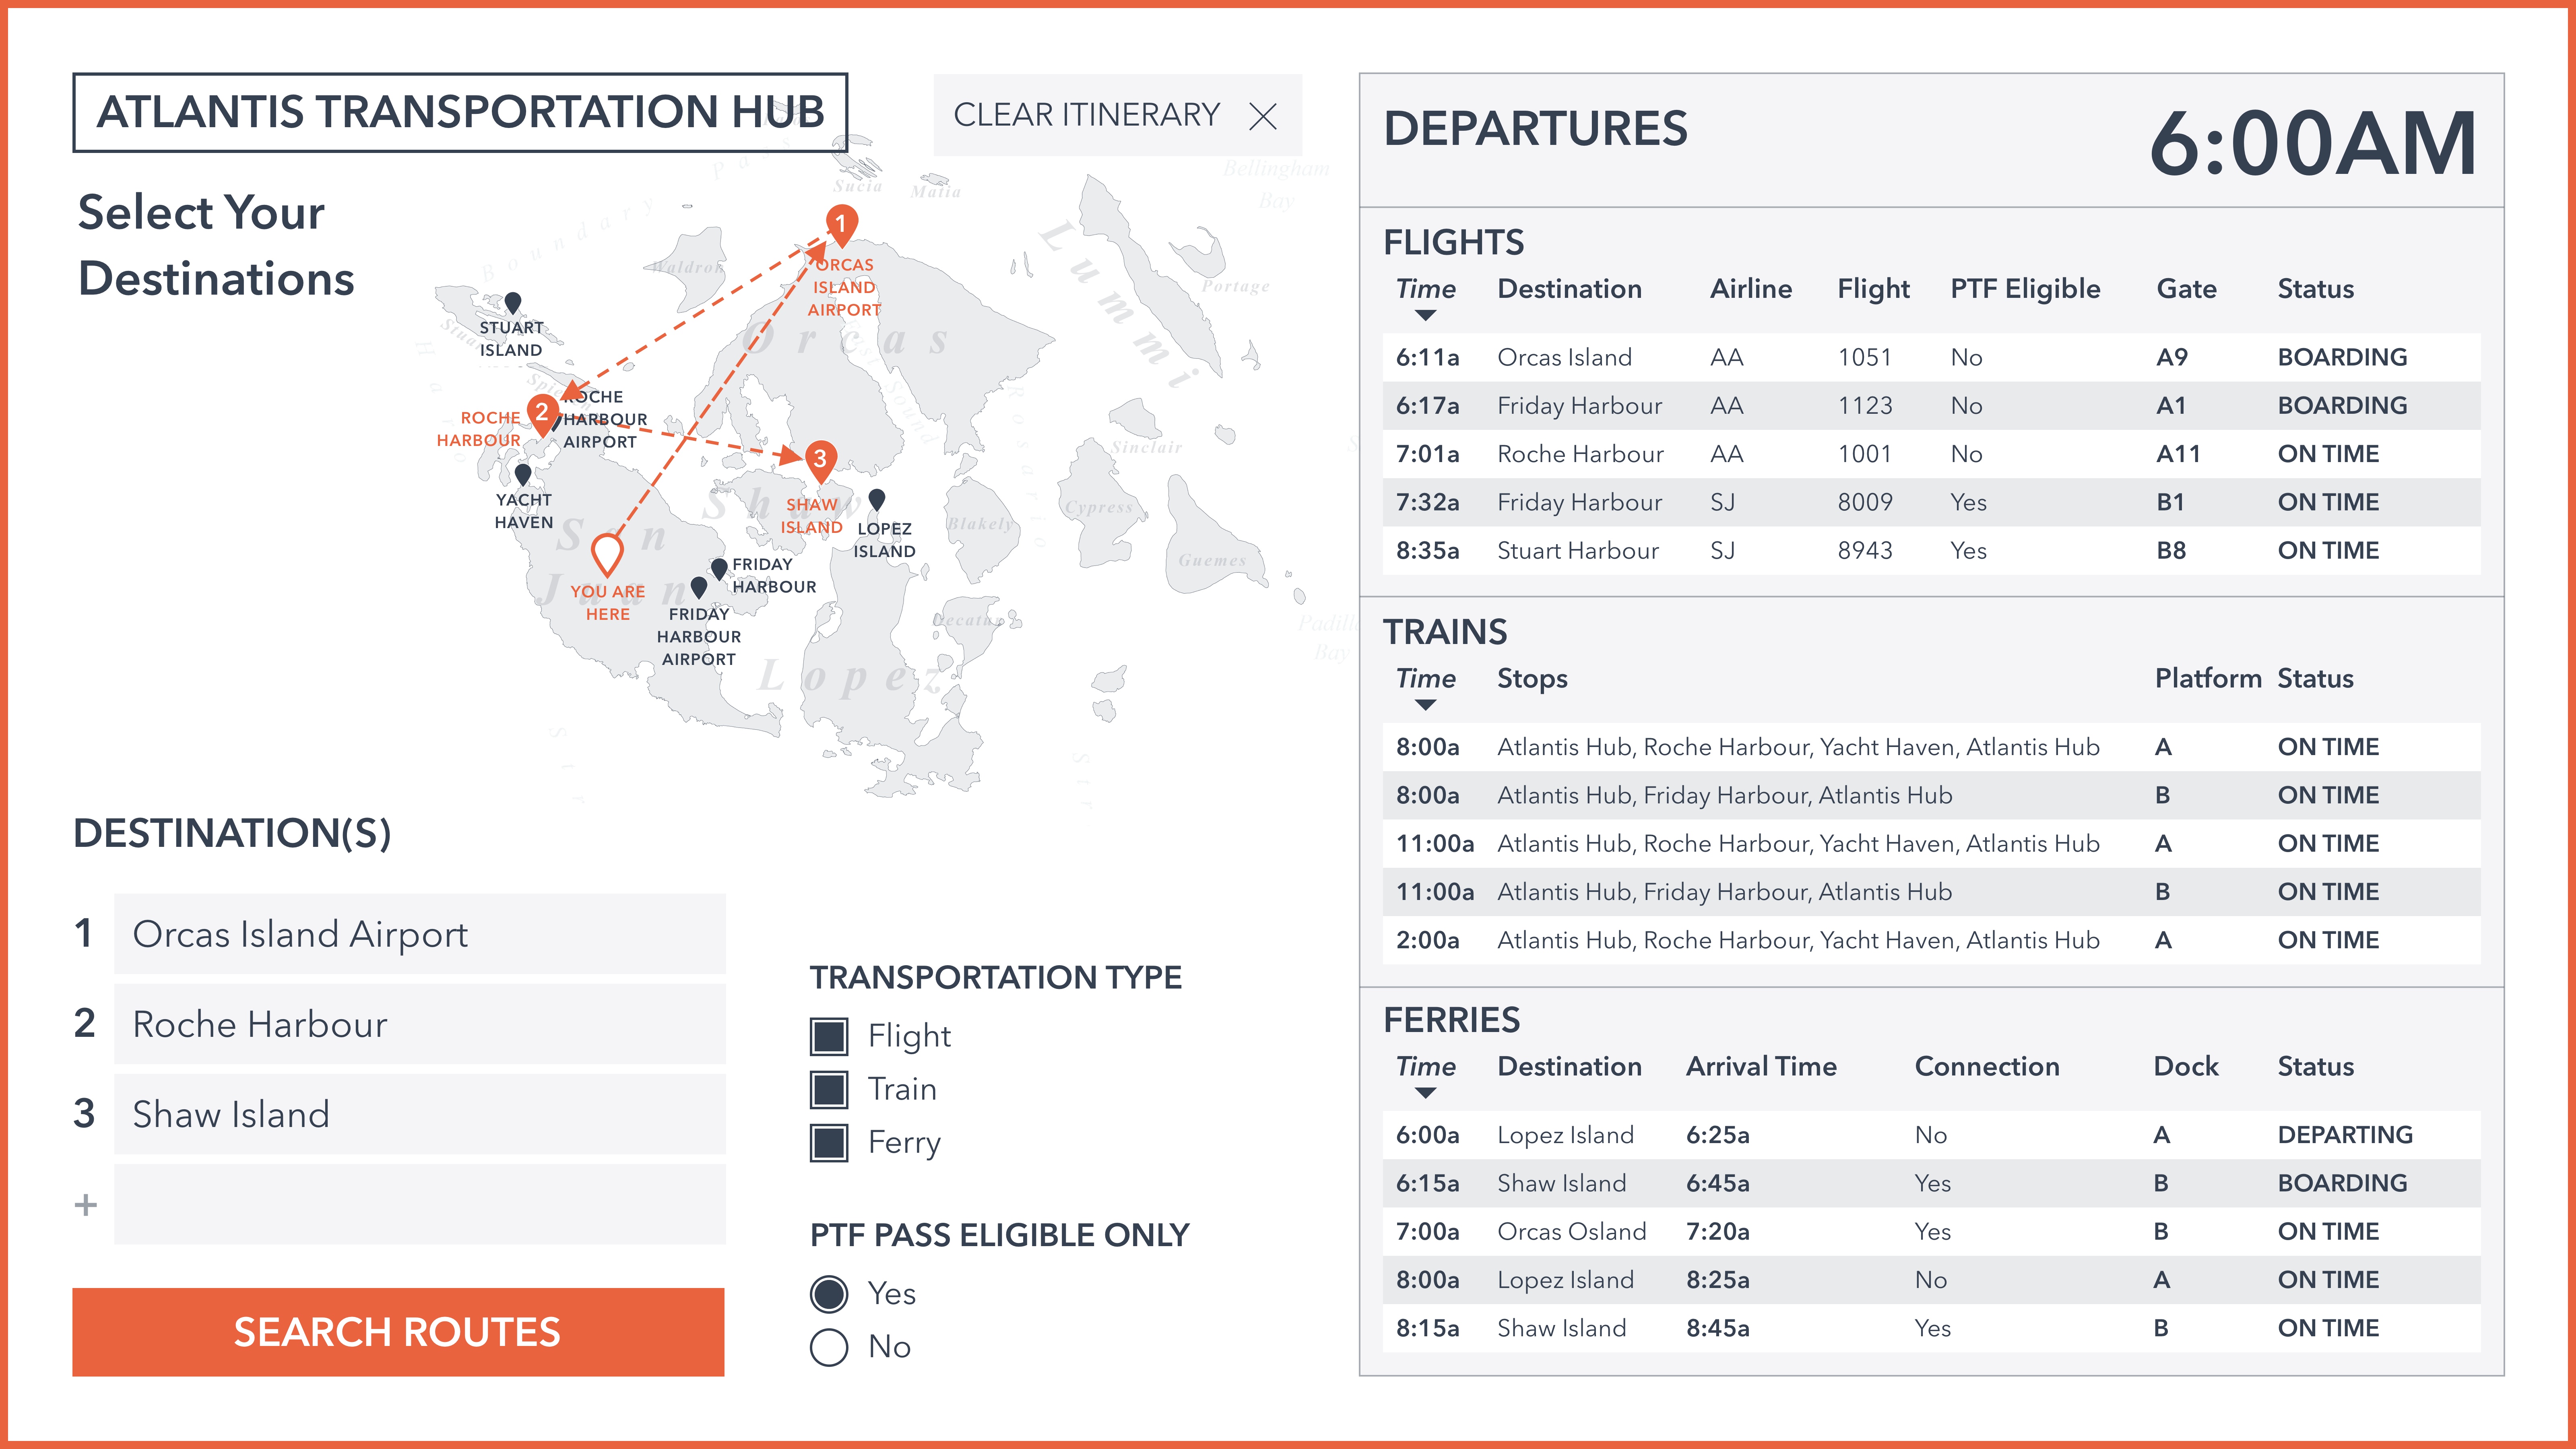 ATLANTIS TRANSPORTATION HUB
CLEAR ITINERARY
Select Your
Destinations
Sucia
Matia
Bellingham
Bay
Boundary
Waldron
Lummi
Portage
1
ORCAS
ISLAND
AIRPORT
Orcas
STUART
ISLAND
ROCHE
HARBOUR
AIRPORT
2
ROCHE
HARBOUR
Sound
Rosario
Sinclair
3
SHAW
ISLAND
Shaw
YACHT
HAVEN
LOPEZ
ISLAND
Blakely
Cypress
Guemes
San
Juan
YOU ARE
HERE
FRIDAY
HARBOUR
FRIDAY
HARBOUR
AIRPORT
Decatur
Lopez
Bay
DESTINATION(S)
1 Orcas Island Airport
2 Roche Harbour
3 Shaw Island
+
SEARCH ROUTES
TRANSPORTATION TYPE
Flight
Train
Ferry
PTF PASS ELIGIBLE ONLY
Yes
No
DEPARTURES 6:00AM
FLIGHTS
Time Destination Airline Flight PTF Eligible Gate Status
6:11a Orcas Island AA 1051 No A9 BOARDING
6:17a Friday Harbour AA 1123 No A1 BOARDING
7:01a Roche Harbour AA 1001 No A11 ON TIME
7:32a Friday Harbour SJ 8009 Yes B1 ON TIME
8:35a Stuart Harbour SJ 8943 Yes B8 ON TIME
TRAINS
Time Stops Platform Status
8:00a Atlantis Hub, Roche Harbour, Yacht Haven, Atlantis Hub A ON TIME
8:00a Atlantis Hub, Friday Harbour, Atlantis Hub B ON TIME
11:00a Atlantis Hub, Roche Harbour, Yacht Haven, Atlantis Hub A ON TIME
11:00a Atlantis Hub, Friday Harbour, Atlantis Hub B ON TIME
2:00a Atlantis Hub, Roche Harbour, Yacht Haven, Atlantis Hub A ON TIME
FERRIES
Time Destination Arrival Time Connection Dock Status
6:00a Lopez Island 6:25a No A DEPARTING
6:15a Shaw Island 6:45a Yes B BOARDING
7:00a Orcas Osland 7:20a Yes B ON TIME
8:00a Lopez Island 8:25a No A ON TIME
8:15a Shaw Island 8:45a Yes B ON TIME